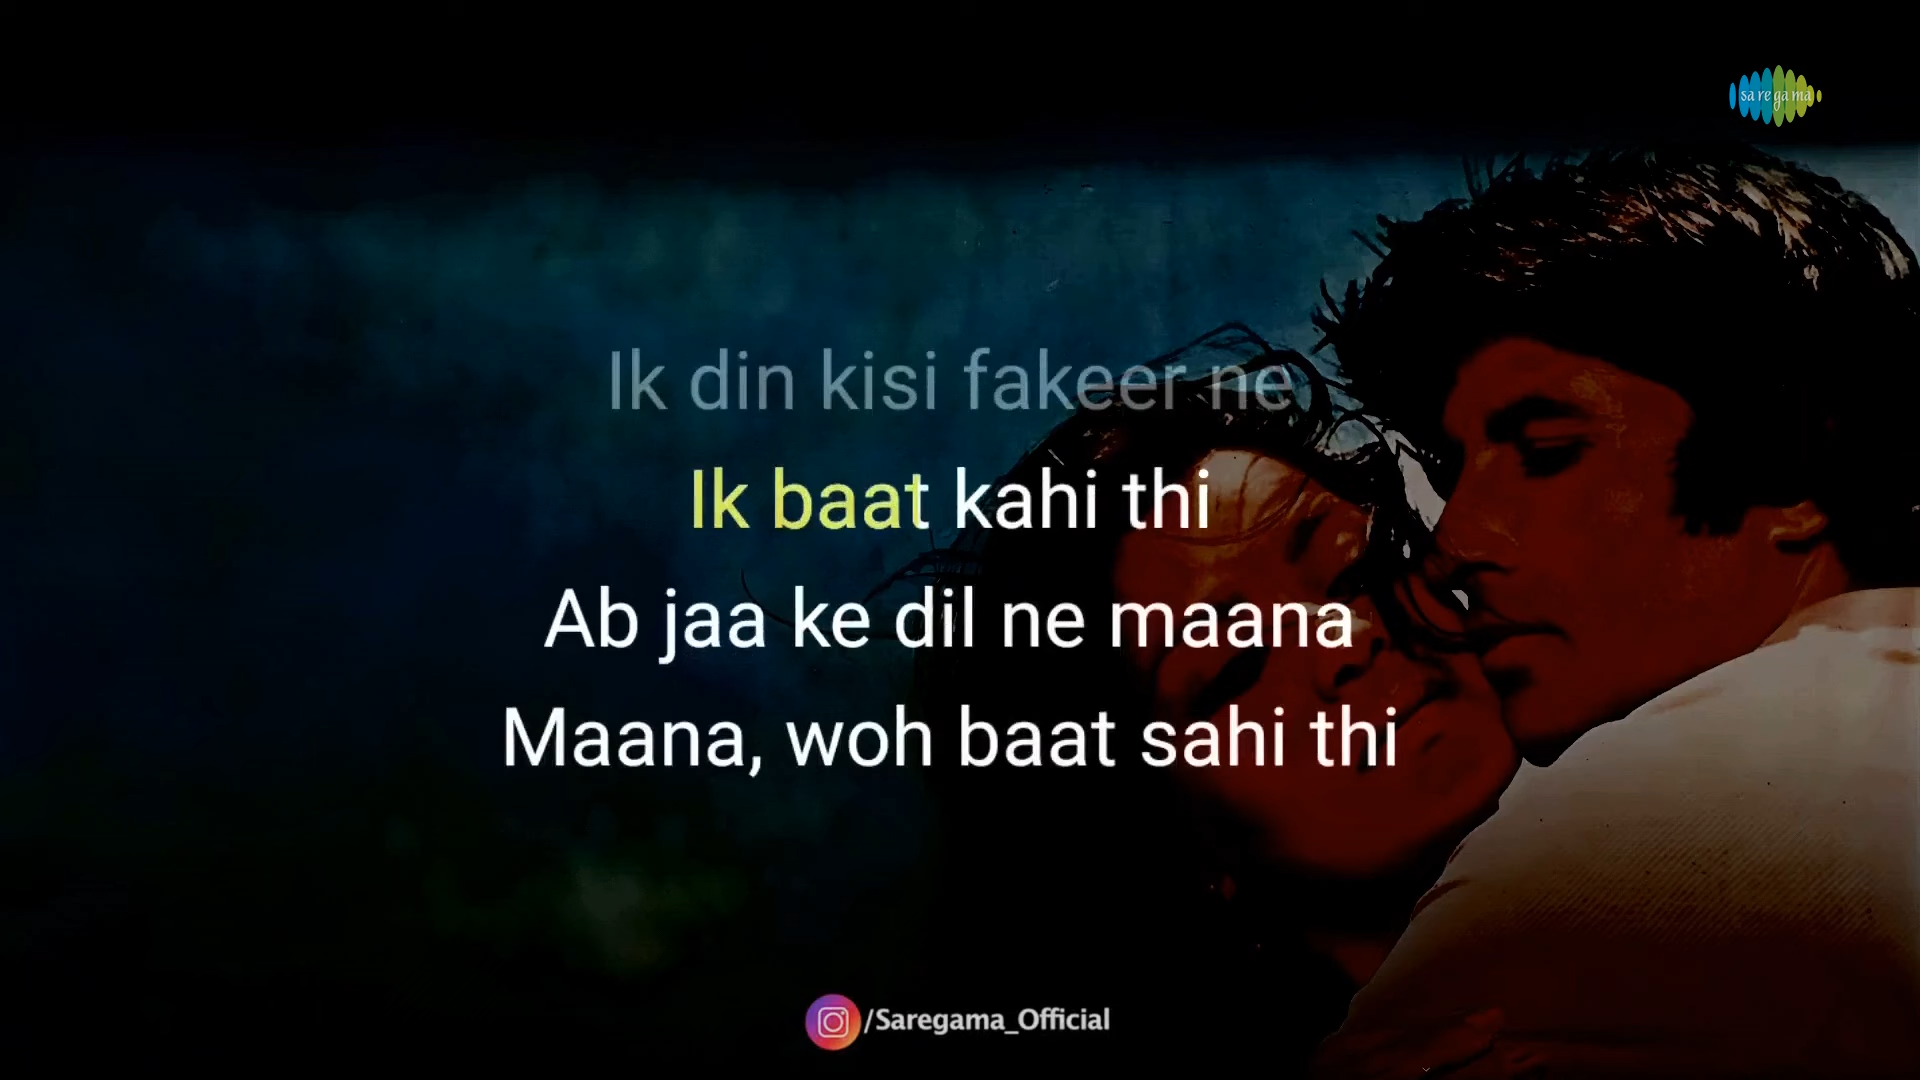 sa re ga ma
Ik din kisi fakeer ne
Ik baat kahi thi
Ab jaa ke dil ne maana
Maana, woh baat sahi thi
/Saregama_Official